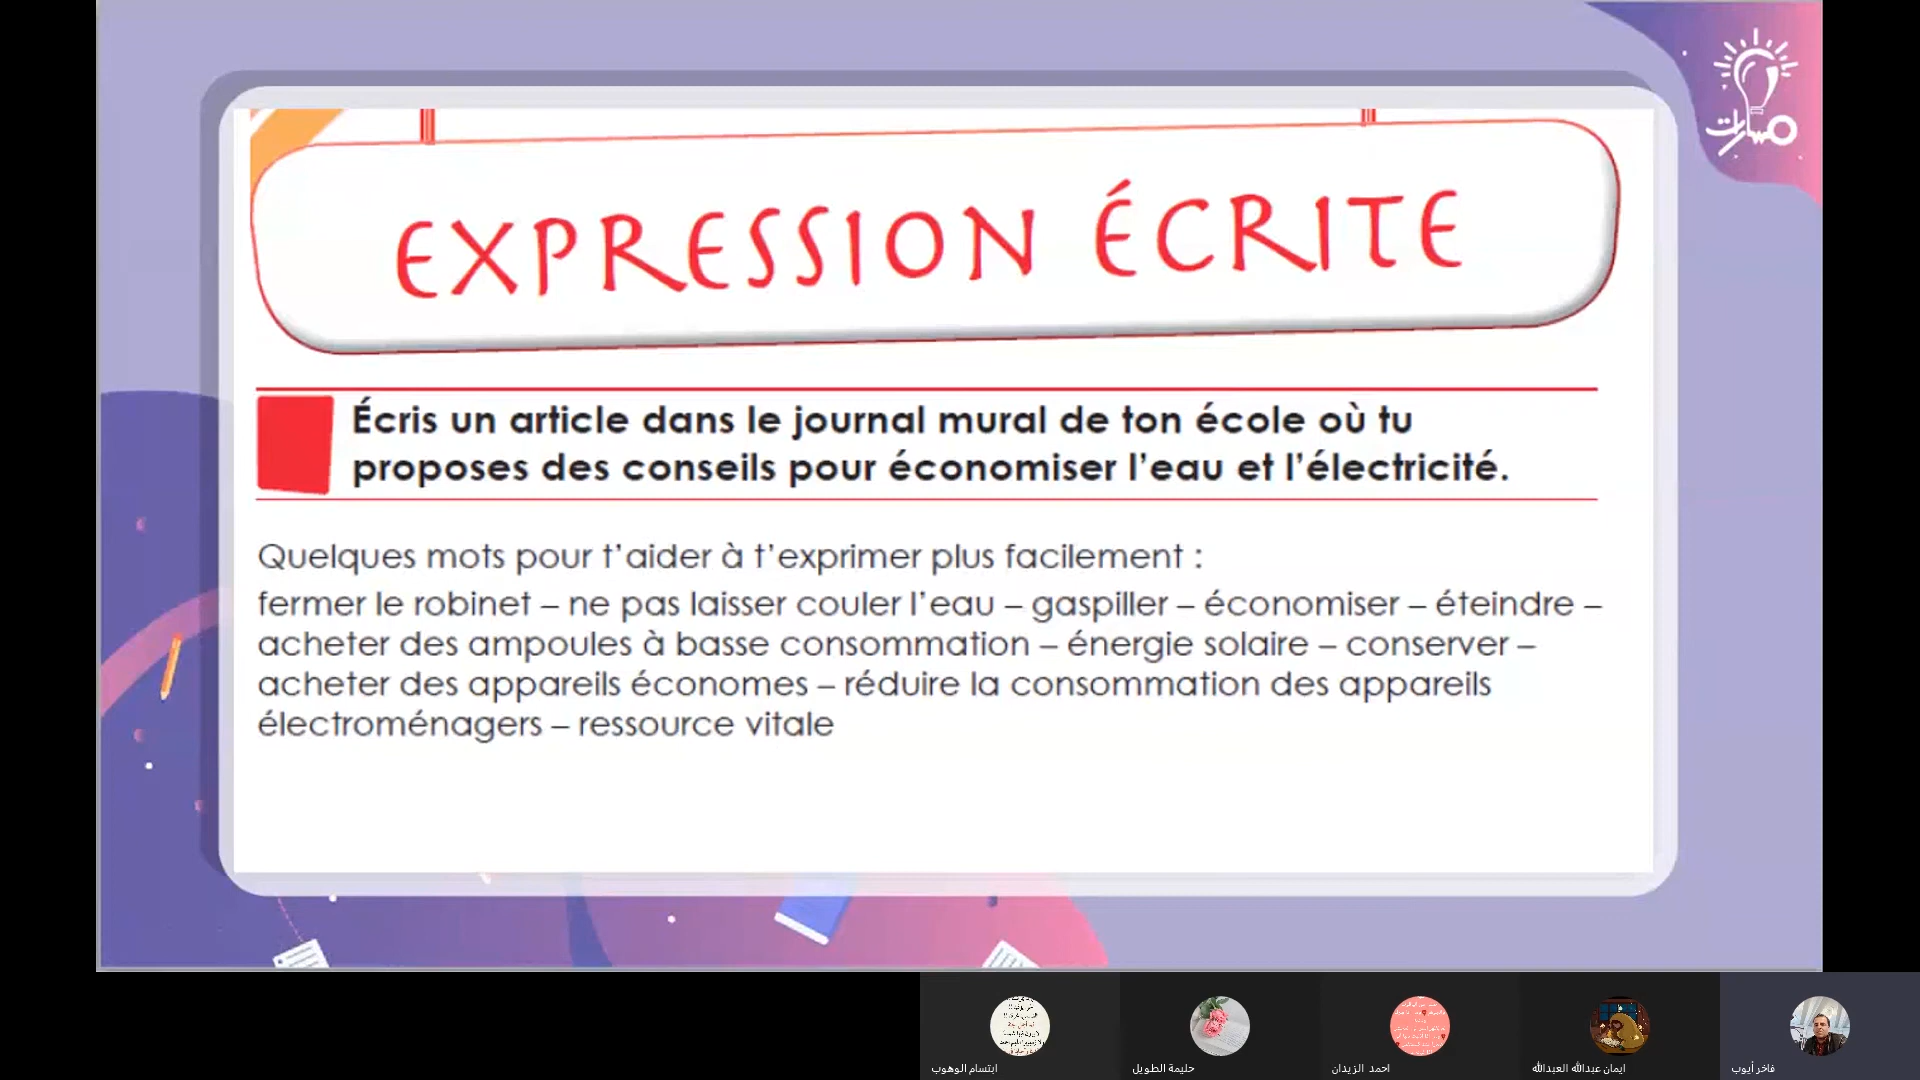 مسارات
EXPRESSION ÉCRITE
Écris un article dans le journal mural de ton école où tu
proposes des conseils pour économiser l’eau et l’électricité.
Quelques mots pour t’aider à t’exprimer plus facilement :
fermer le robinet – ne pas laisser couler l’eau – gaspiller – économiser – éteindre –
acheter des ampoules à basse consommation – énergie solaire – conserver –
acheter des appareils économes – réduire la consommation des appareils
électroménagers – ressource vitale
ابتسام الوهوب
حليمة الطويل
احمد الزيدان
ايمان عبدالله العبدالله
فاخر أيوب